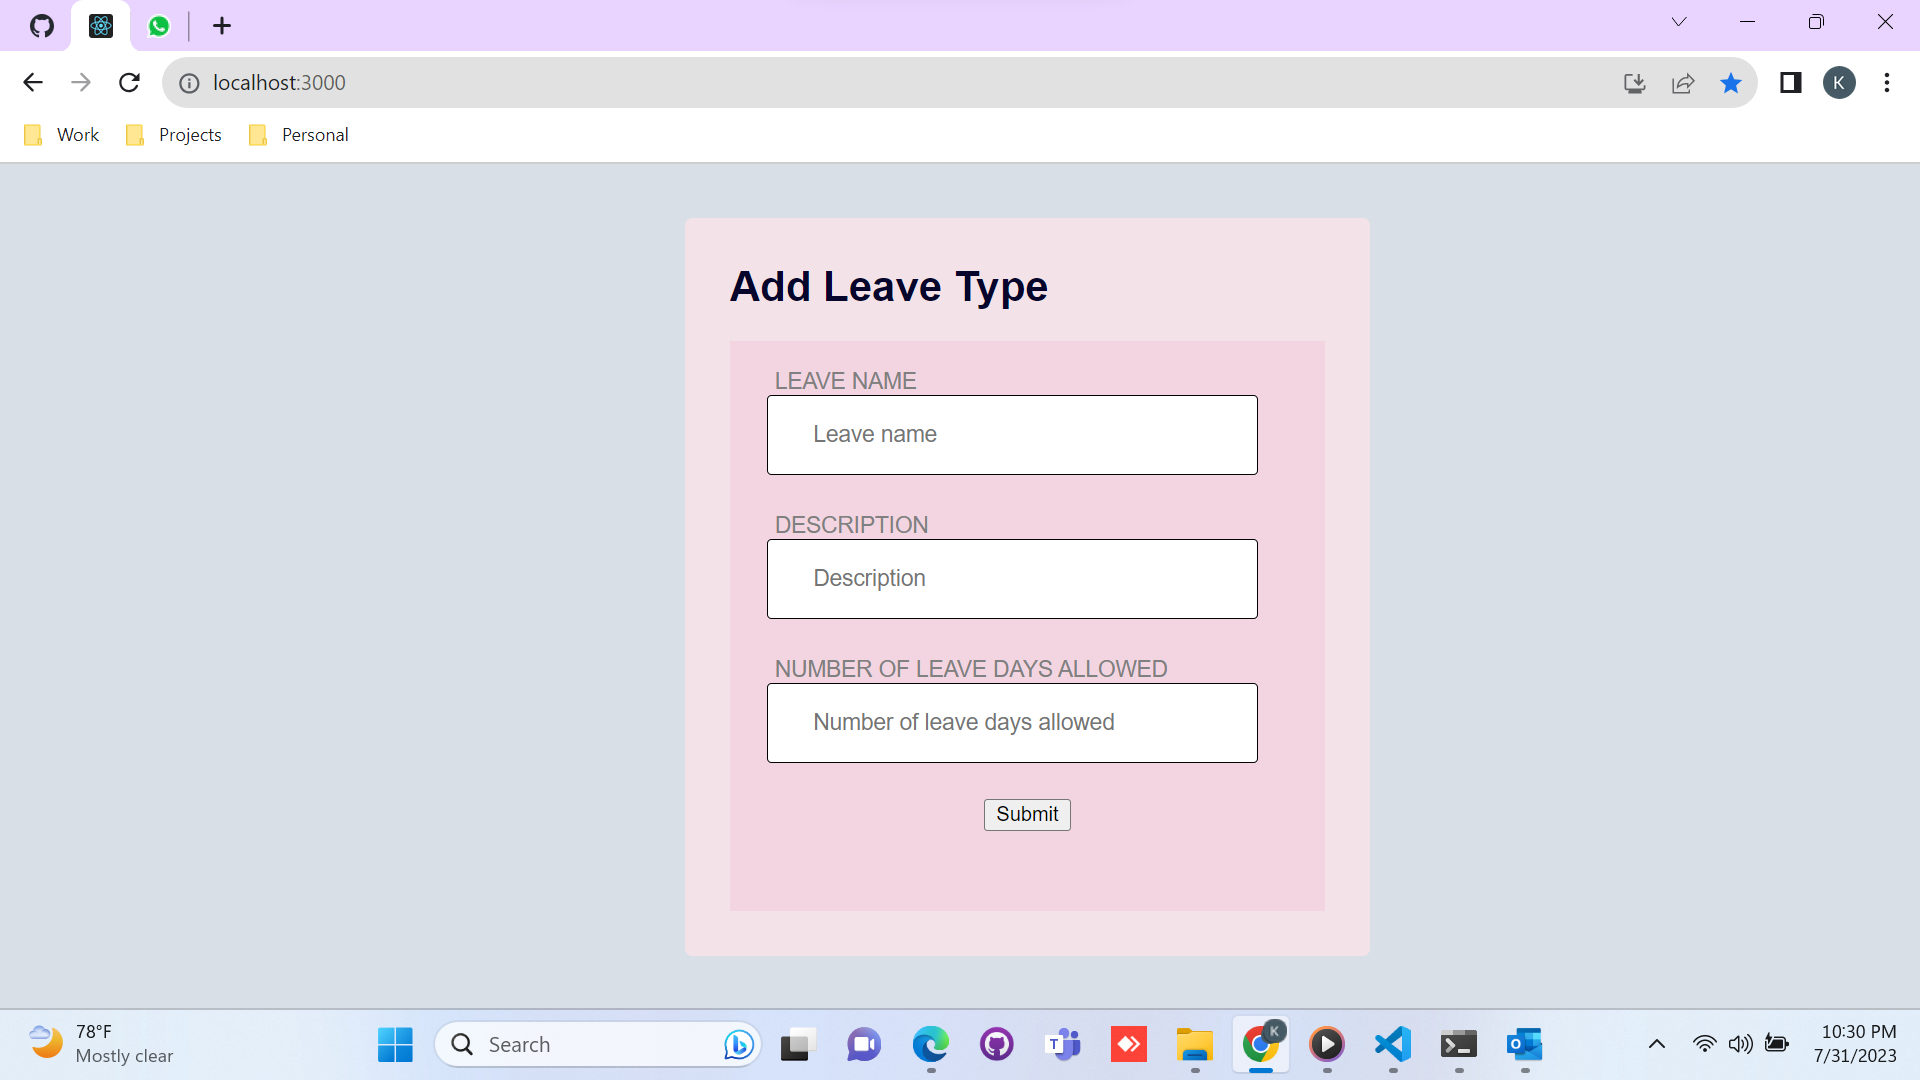 localhost:3000
K
Work
Projects
Personal
Add Leave Type
LEAVE NAME
Leave name
DESCRIPTION
Description
NUMBER OF LEAVE DAYS ALLOWED
Number of leave days allowed
Submit
78°F
Mostly clear
Search
T
K
O
10:30 PM
7/31/2023